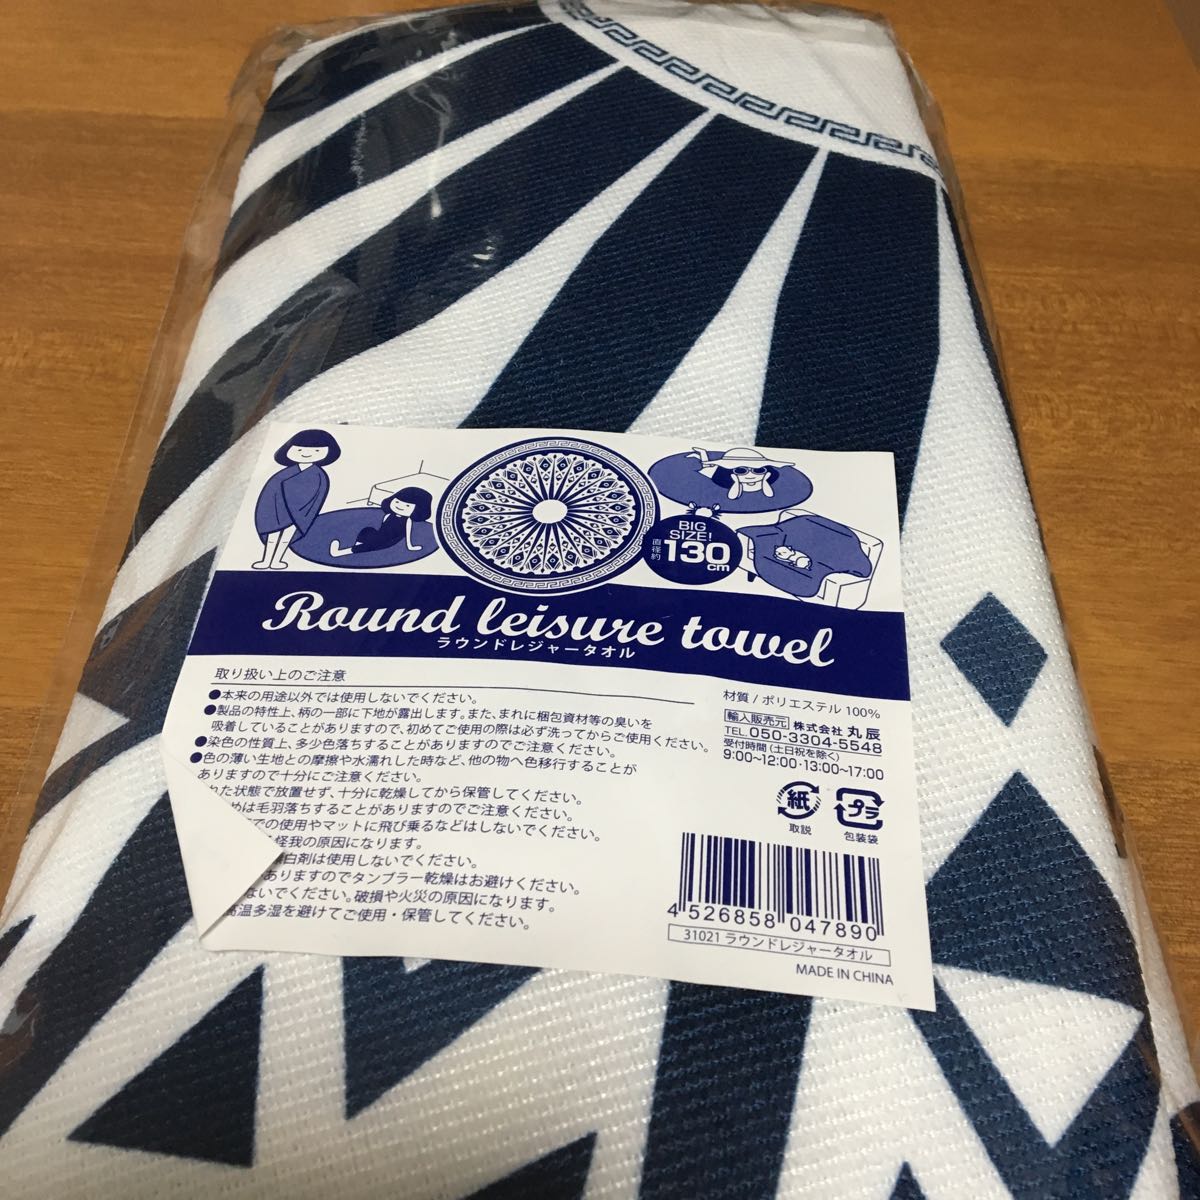 BIG
SIZE!
直径約
130cm
Round leisure towel
ラウンドレジャータオル
取り扱い上のご注意
●本来の用途以外では使用しないでください。
●製品の特性上、柄の一部に下地が露出します。また、まれに梱包資材等の臭いを
吸着していることがありますので、初めてご使用の際は必ず洗ってからご使用ください。
●染色の性質上、多少色落ちすることがありますのでご注意ください。
●色の薄い生地との摩擦や水濡れした時など、他の物へ色移行することが
ありますので十分にご注意ください。
れた状態で放置せず、十分に乾燥してから保管してください。
めは毛羽落ちすることがありますのでご注意ください。
での使用やマットに飛び乗るなどはしないでください。
怪我の原因になります。
白剤は使用しないでください。
ありますのでタンブラー乾燥はお避けください。
ないでください。破損や火災の原因になります。
高温多湿を避けてご使用・保管してください。
材質 / ポリエステル 100%
輸入販売元 株式会社 丸辰
TEL 050-3304-5548
受付時間 (土日祝を除く)
9:00~12:00・13:00~17:00
紙
取説
プラ
包装袋
4 526858 047890
31021 ラウンドレジャータオル
MADE IN CHINA